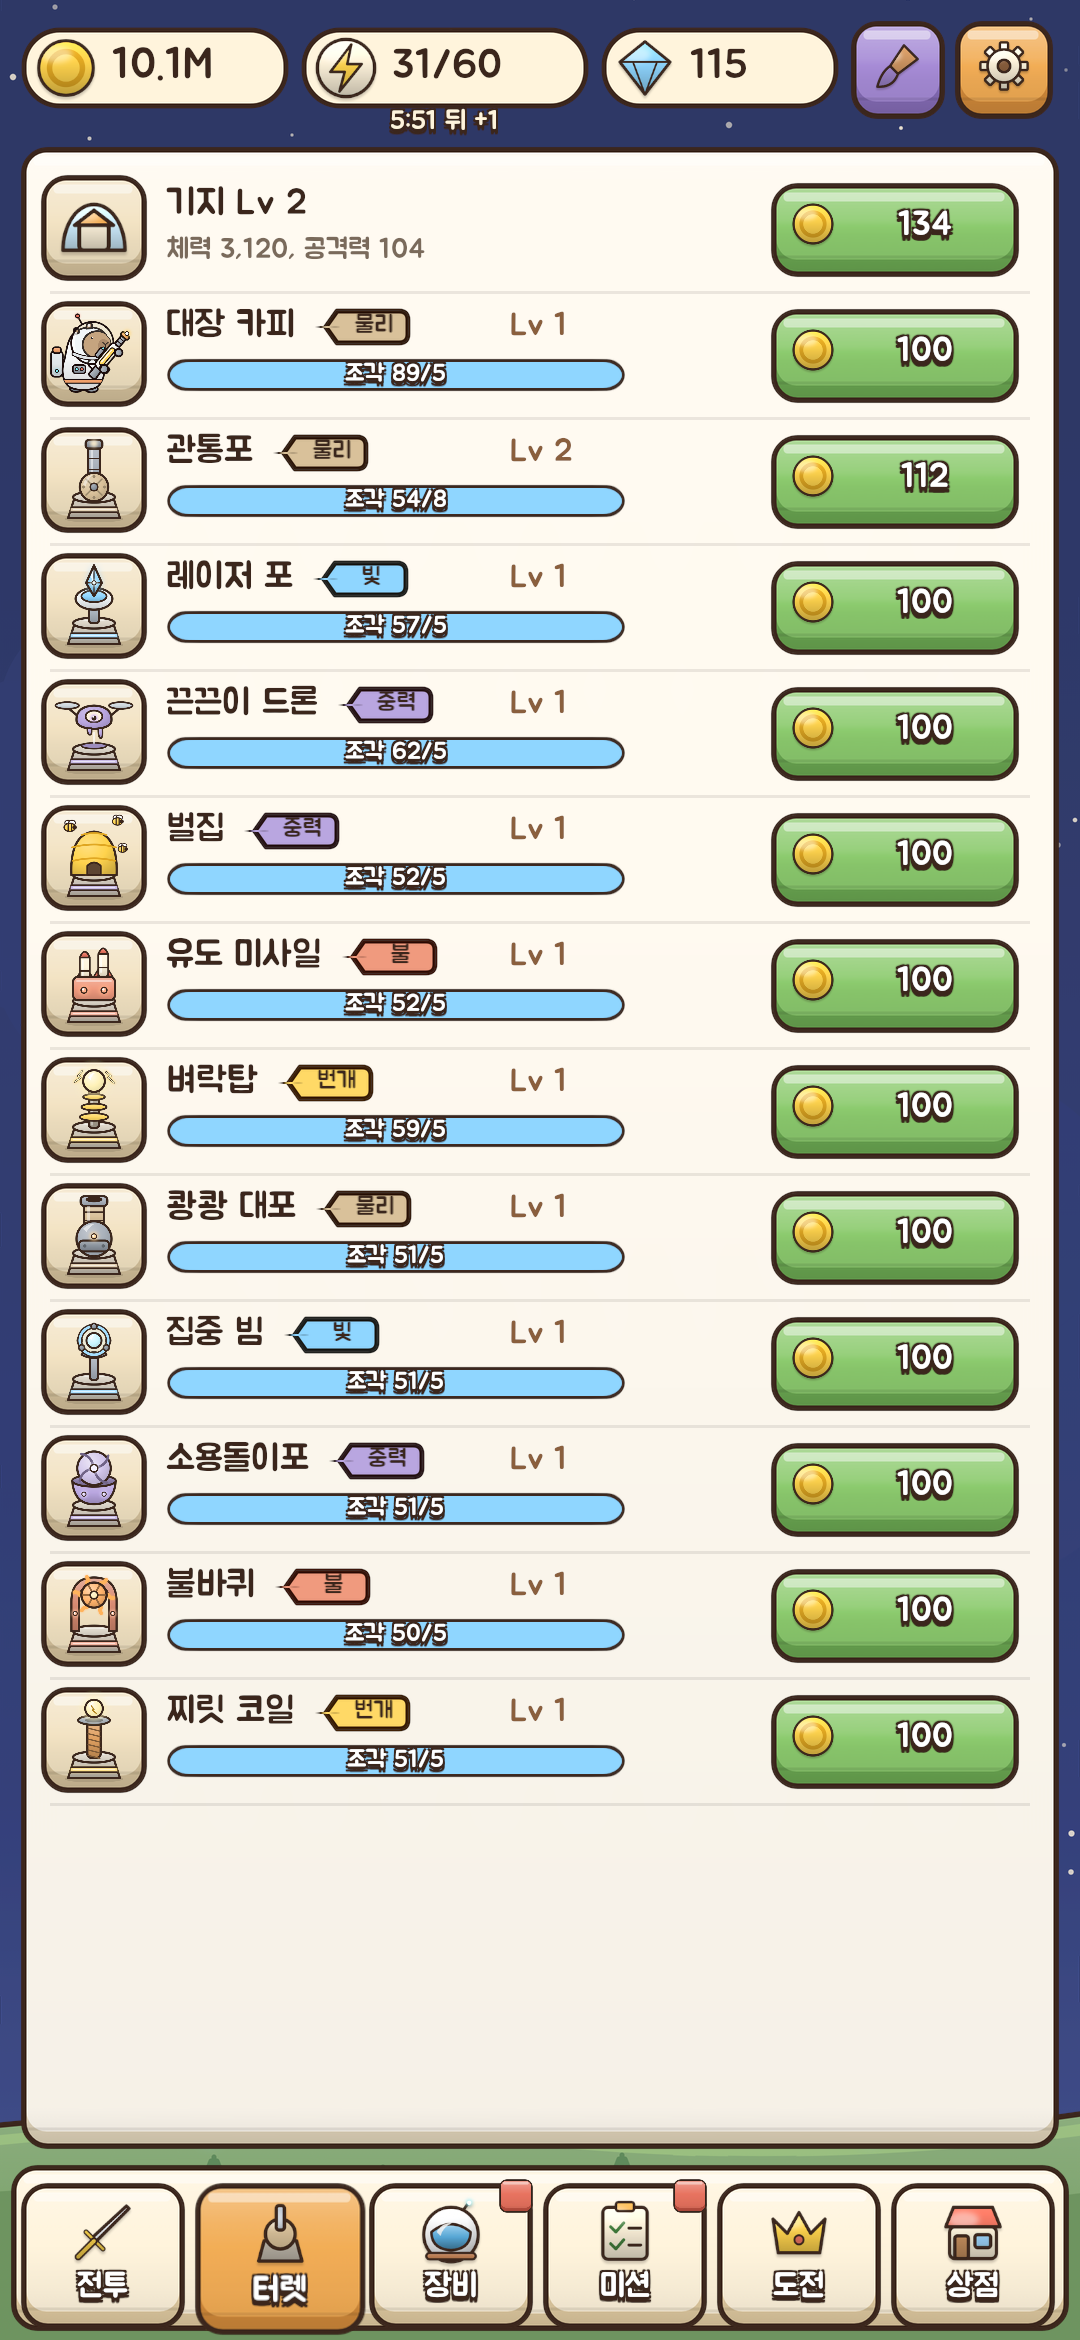 10.1M
31/60
115
5:51 뒤 +1
기지 Lv 2
134
체력 3,120, 공격력 104
대장 카피 물리 Lv 1
100
조각 89/5
관통포 물리 Lv 2
112
조각 54/8
레이저 포 빛 Lv 1
100
조각 57/5
끈끈이 드론 중력 Lv 1
100
조각 62/5
벌집 중력 Lv 1
100
조각 52/5
유도 미사일 불 Lv 1
100
조각 52/5
벼락탑 번개 Lv 1
100
조각 59/5
쾅쾅 대포 물리 Lv 1
100
조각 51/5
집중 빔 빛 Lv 1
100
조각 51/5
소용돌이포 중력 Lv 1
100
조각 51/5
불바퀴 불 Lv 1
100
조각 50/5
찌릿 코일 번개 Lv 1
100
조각 51/5
전투
터렛
장비
미션
도전
상점